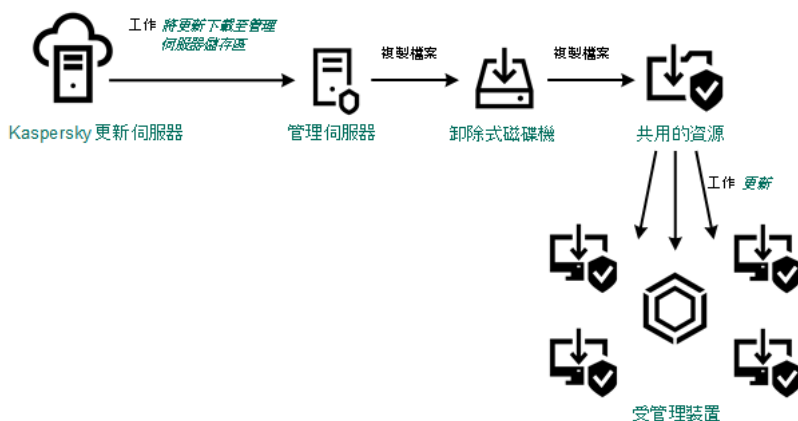 工作 將更新下載至管理
伺服器儲存區
複製檔案
複製檔案
Kaspersky 更新伺服器
管理伺服器
卸除式磁碟機
共用的資源
工作 更新
受管理裝置